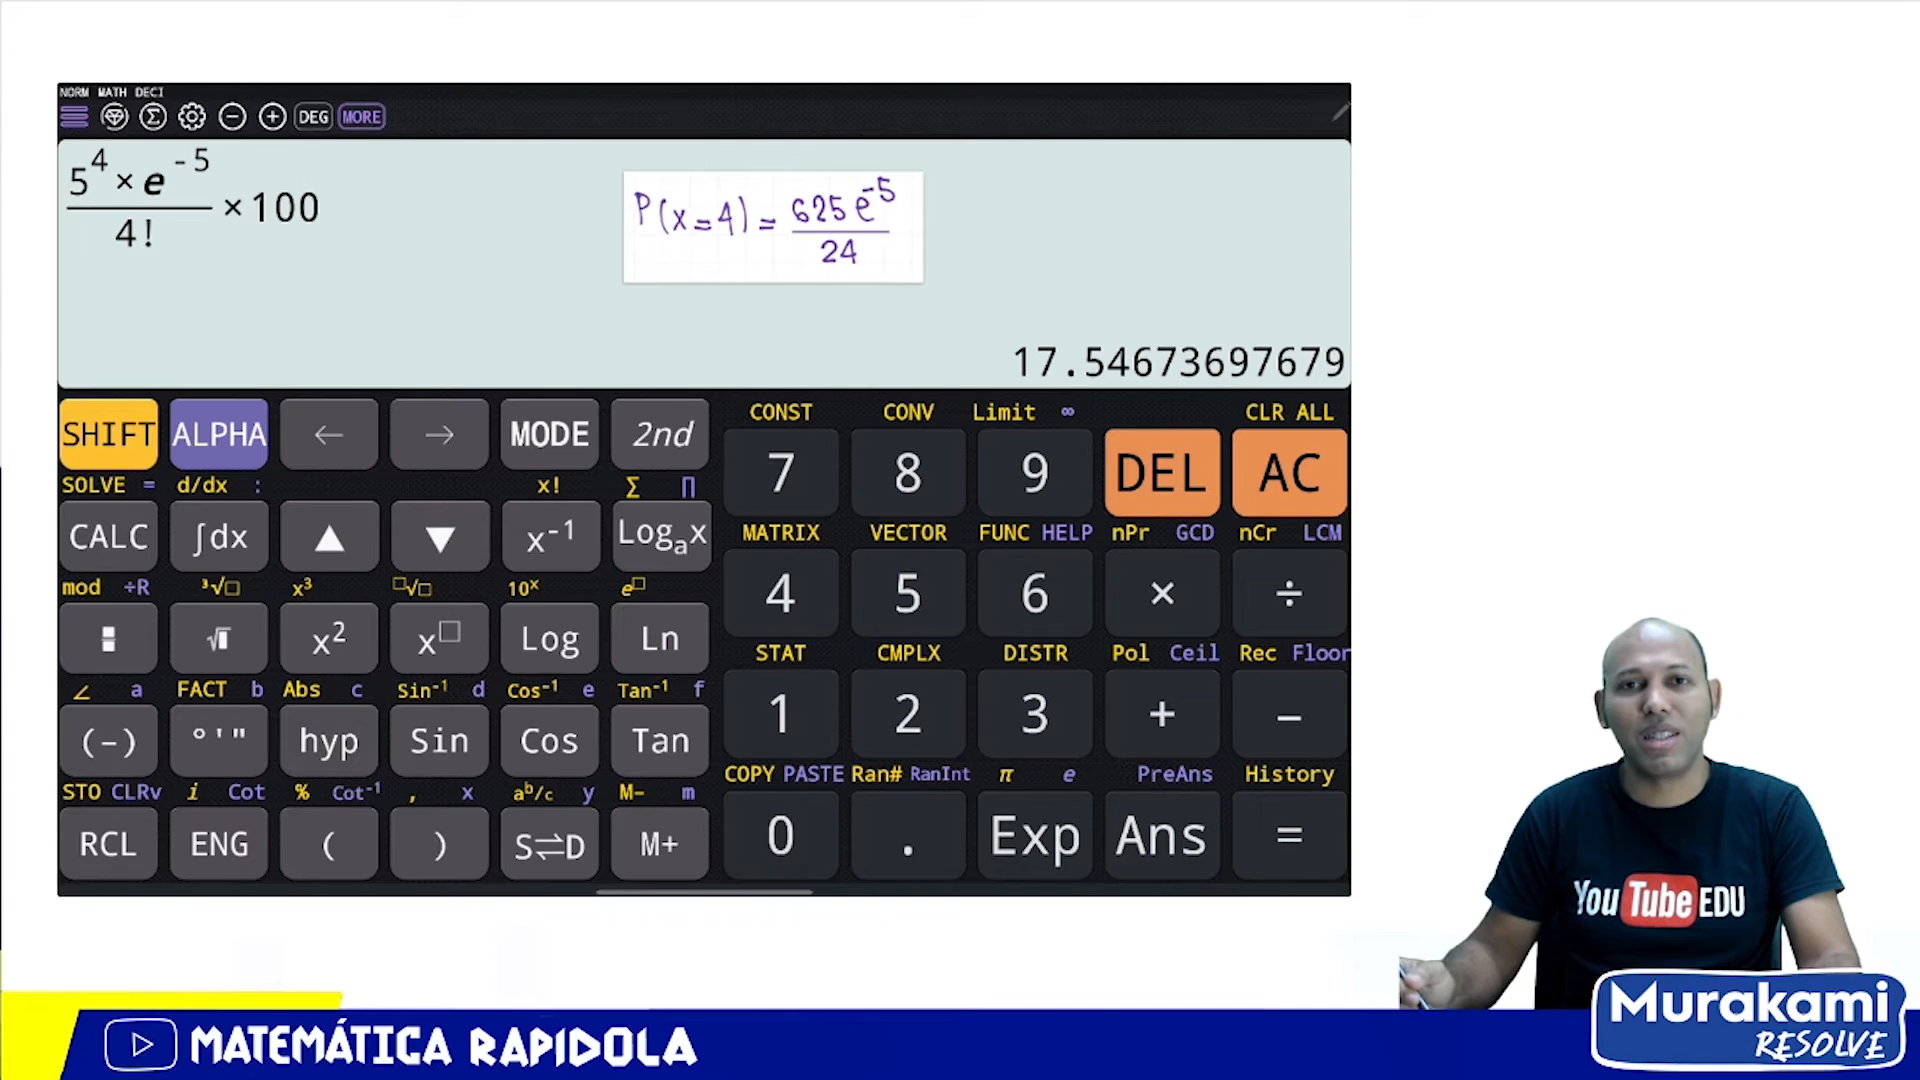 NORM MATH DECI
DEG MORE
5^4 × e^-5
4!
×100
P(x=4) = 625 e^-5
24
17.54673697679
SHIFT ALPHA ← → MODE 2nd
CONST CONV Limit ∞ CLR ALL
7 8 9 DEL AC
SOLVE = d/dx : x! Σ ∏
CALC ∫dx ▲ ▼ x^-1 Log_a x
MATRIX VECTOR FUNC HELP nPr GCD nCr LCM
4 5 6 × ÷
mod ÷R ³√□ x³ □√□ 10^x e^□
√ x² x^□ Log Ln
STAT CMPLX DISTR Pol Ceil Rec Floor
1 2 3 + −
∠ a FACT b Abs c Sin⁻¹ d Cos⁻¹ e Tan⁻¹ f
(−) °'" hyp Sin Cos Tan
COPY PASTE Ran# RanInt π e PreAns History
0 . Exp Ans =
STO CLRv i Cot % Cot⁻¹ , x a^b/c y M− m
RCL ENG ( ) S⇌D M+
YouTube EDU
Murakami
RESOLVE
MATEMÁTICA RAPIDOLA